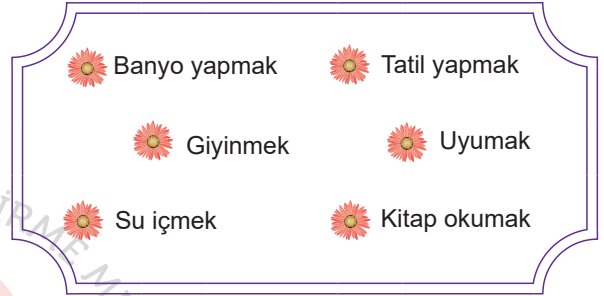 Banyo yapmak
Tatil yapmak
Giyinmek
Uyumak
Su içmek
Kitap okumak